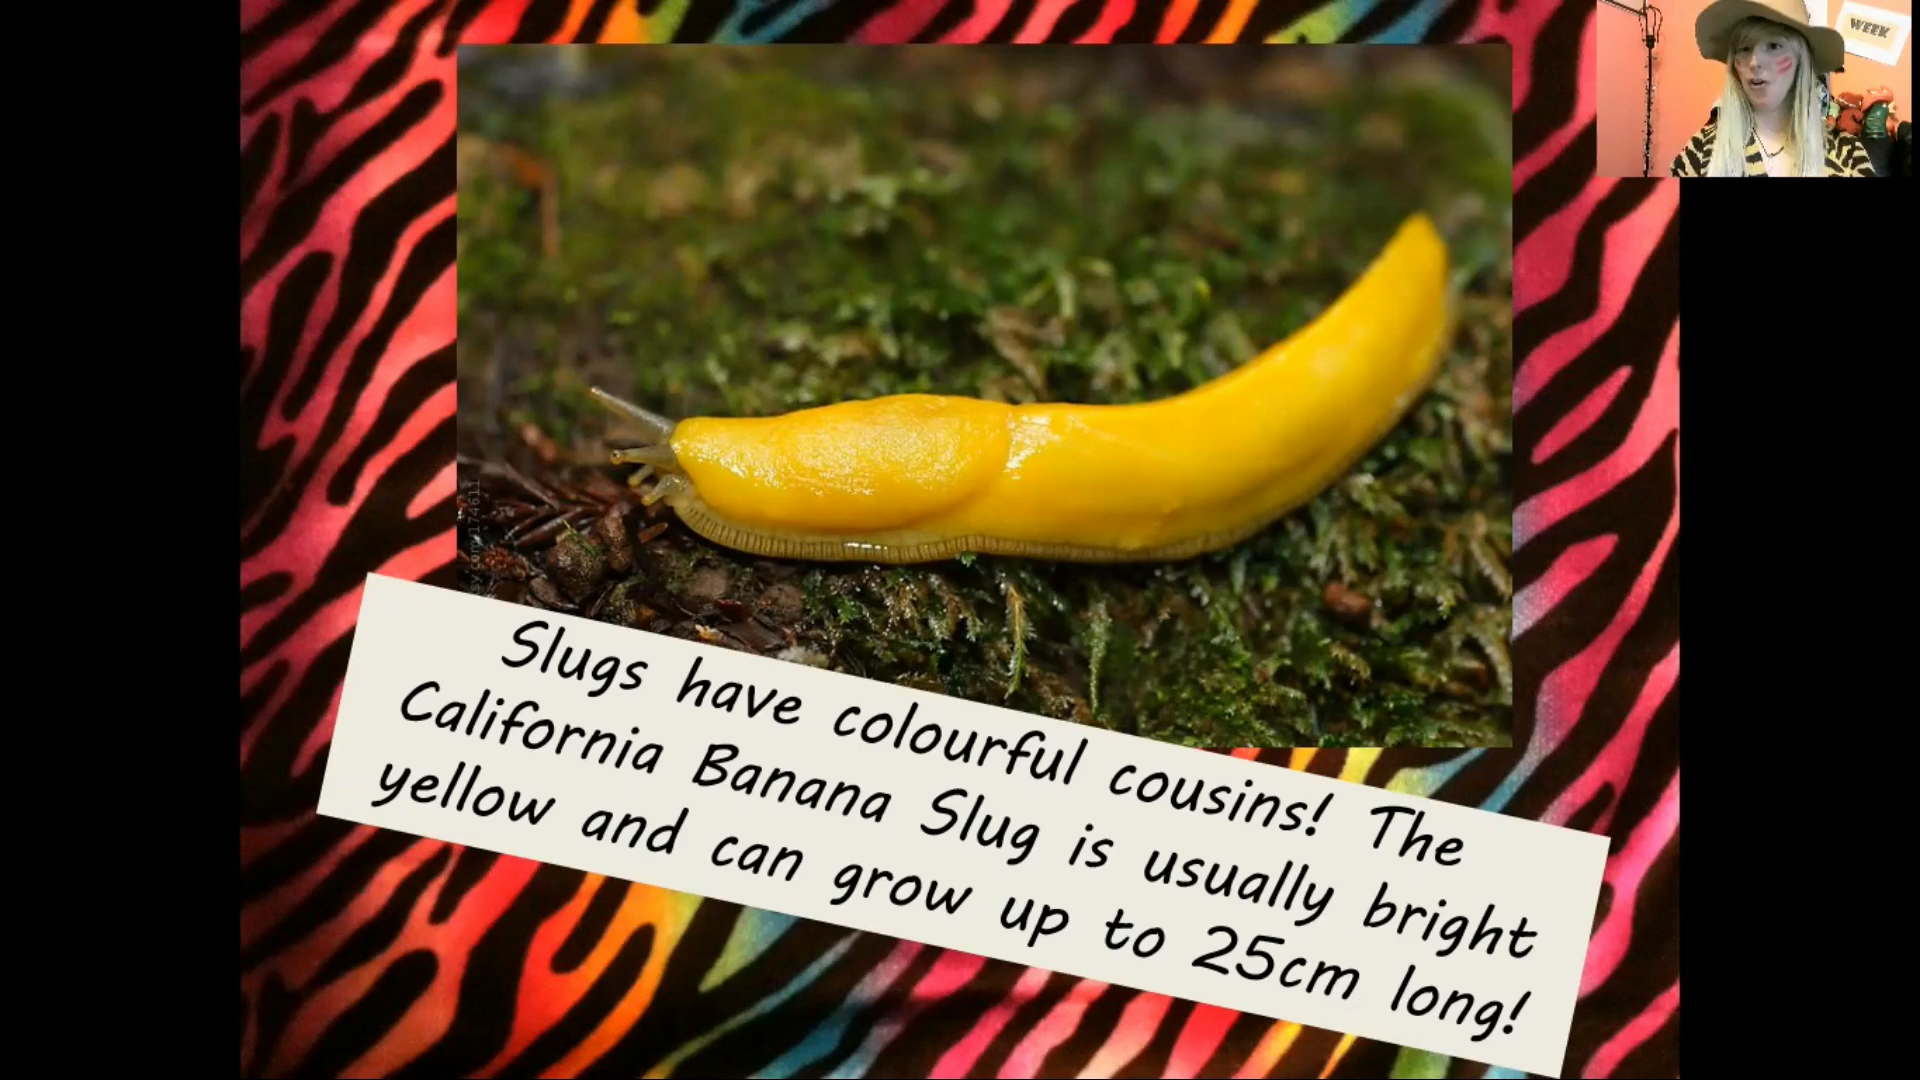 WEEK
Slugs have colourful cousins! The
California Banana Slug is usually bright
yellow and can grow up to 25cm long!